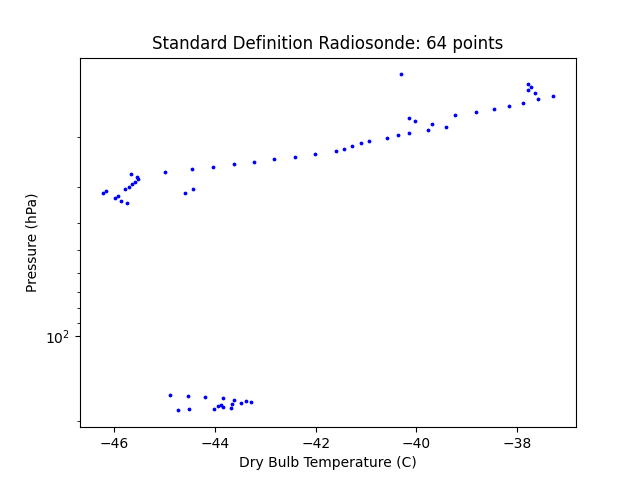 Standard Definition Radiosonde: 64 points
Pressure (hPa)
10²
−46 −44 −42 −40 −38
Dry Bulb Temperature (C)